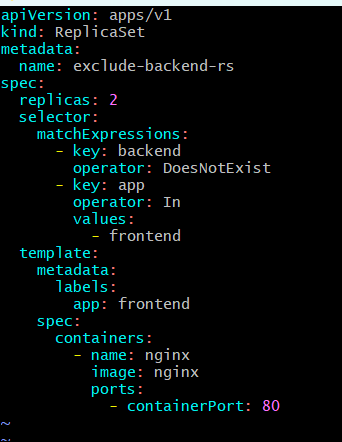 apiVersion: apps/v1
kind: ReplicaSet
metadata:
  name: exclude-backend-rs
spec:
  replicas: 2
  selector:
    matchExpressions:
      - key: backend
        operator: DoesNotExist
      - key: app
        operator: In
        values:
          - frontend
  template:
    metadata:
      labels:
        app: frontend
    spec:
      containers:
        - name: nginx
          image: nginx
          ports:
            - containerPort: 80
~
~